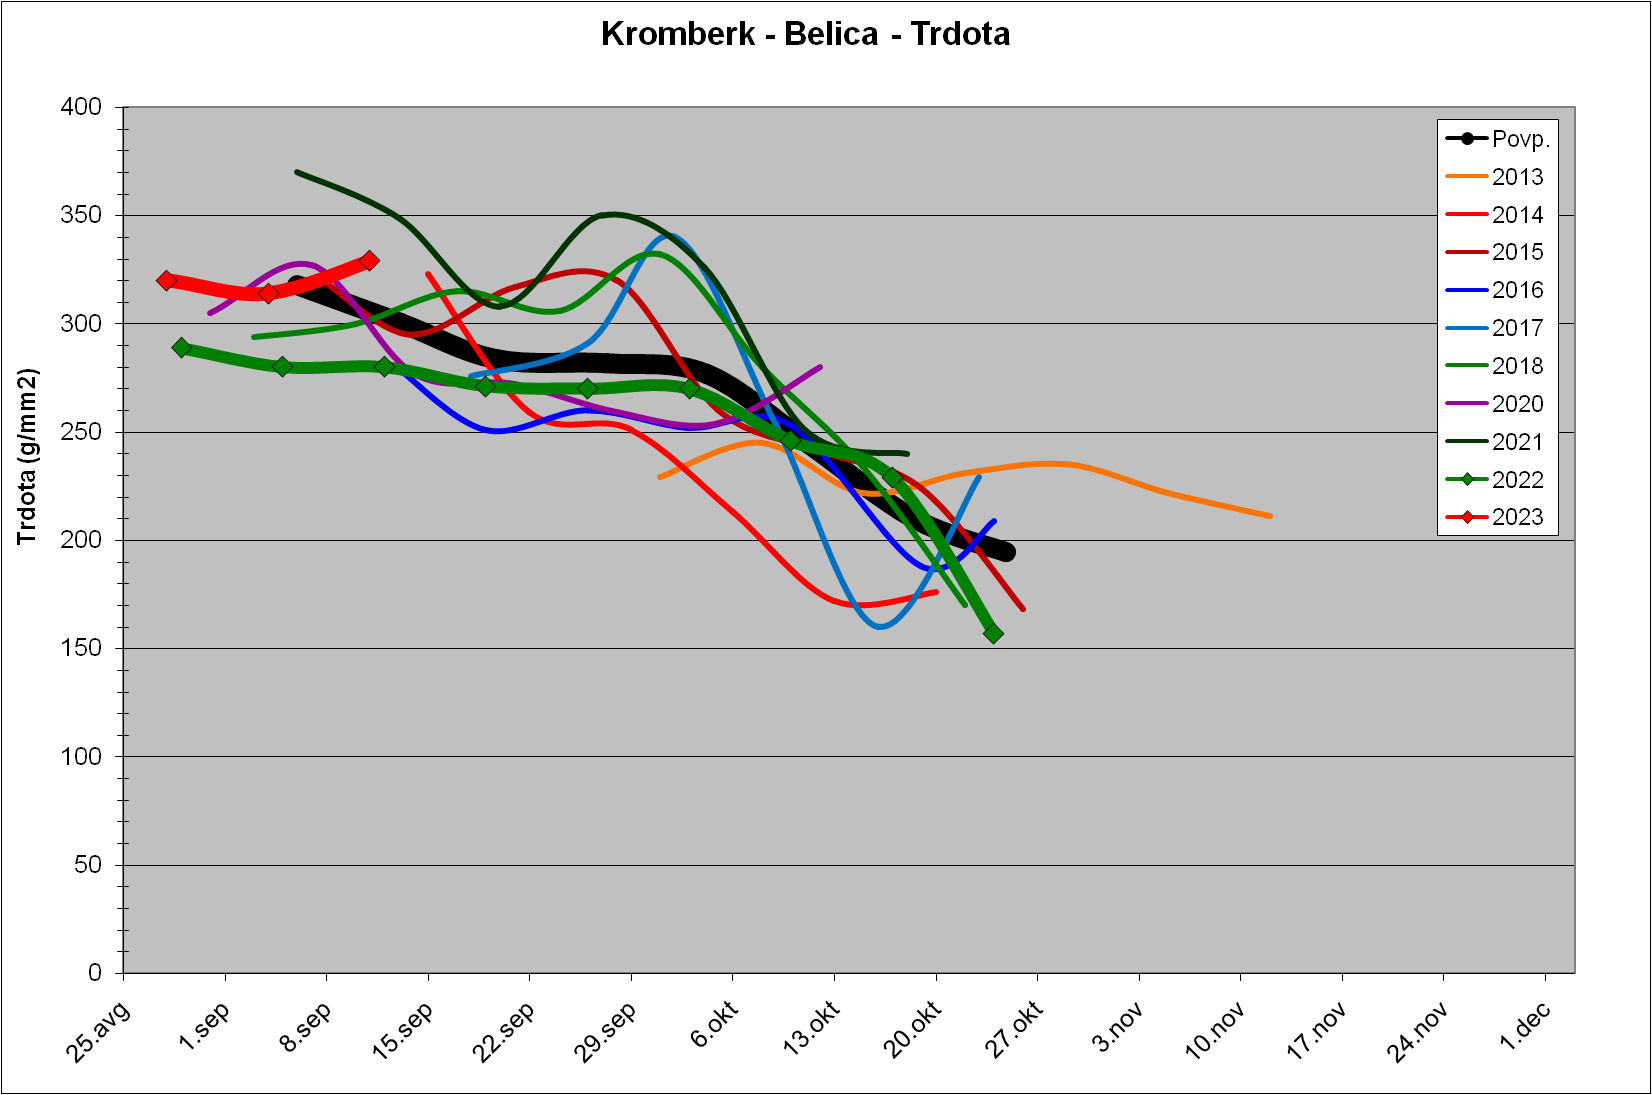 Kromberk - Belica - Trdota
Trdota (g/mm2)
400
350
300
250
200
150
100
50
0
25.avg
1.sep
8.sep
15.sep
22.sep
29.sep
6.okt
13.okt
20.okt
27.okt
3.nov
10.nov
17.nov
24.nov
1.dec
Povp.
2013
2014
2015
2016
2017
2018
2020
2021
2022
2023